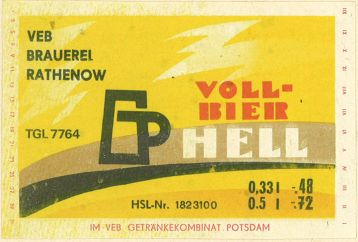 VEB
BRAUEREI
RATHENOW
VOLL-
BIER
HELL
TGL 7764
GP
HSL-Nr. 1823100
0,33 l -.48
0.5 l -.72
IM VEB GETRÄNKEKOMBINAT POTSDAM